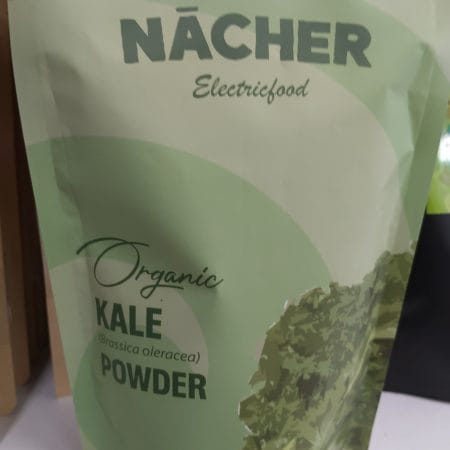 NĀCHER
Electricfood
Organic
KALE
(Brassica oleracea)
POWDER